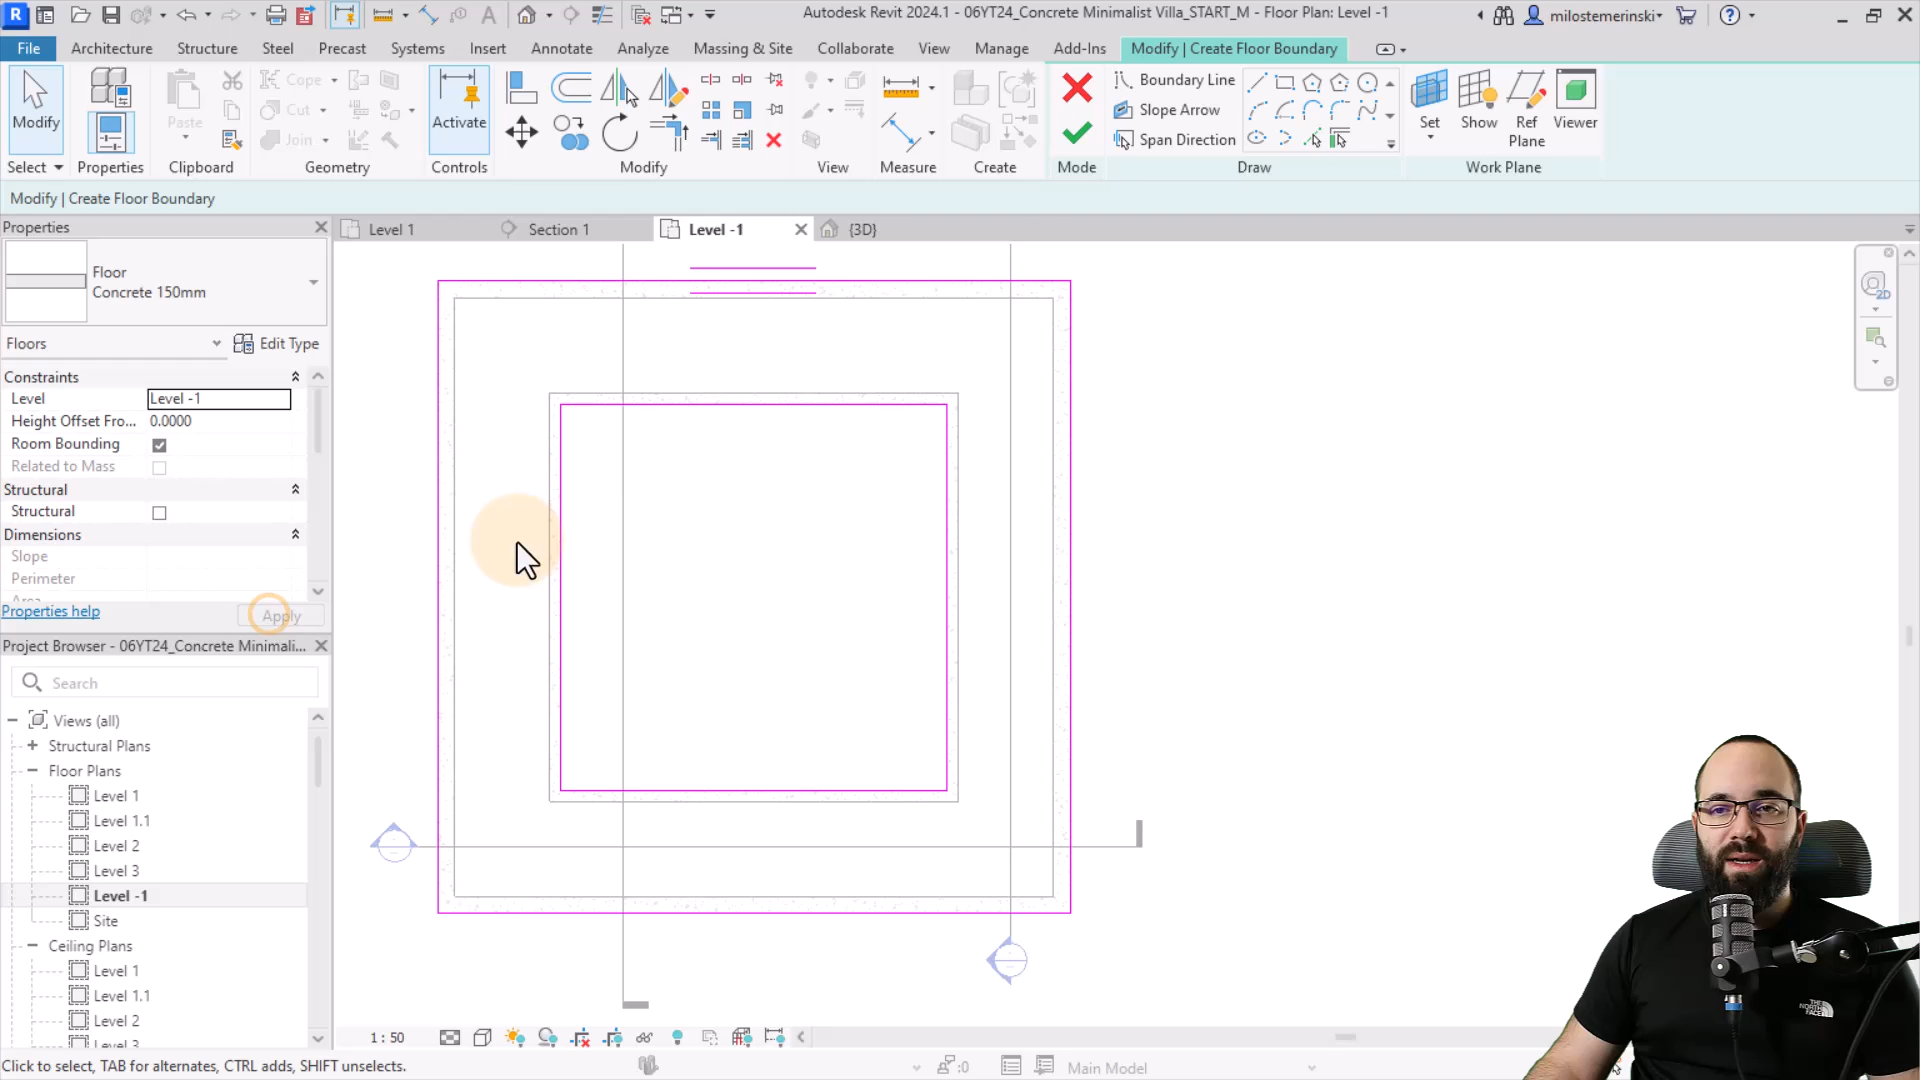 Autodesk Revit 2024.1 - 06YT24_Concrete Minimalist Villa_START_M - Floor Plan: Level -1
milostemerinski
File Architecture Structure Steel Precast Systems Insert Annotate Analyze Massing & Site Collaborate View Manage Add-Ins Modify | Create Floor Boundary
Modify
Paste
Cope
Cut
Join
Activate
Boundary Line
Slope Arrow
Span Direction
Set
Show
Ref
Plane
Viewer
Select Properties Clipboard Geometry Controls Modify View Measure Create Mode Draw Work Plane
Modify | Create Floor Boundary
Properties
Level 1
Section 1
Level -1
{3D}
Floor
Concrete 150mm
Floors
Edit Type
Constraints
Level Level -1
Height Offset Fro... 0.0000
Room Bounding
Related to Mass
Structural
Structural
Dimensions
Slope
Perimeter
Area
Properties help
Apply
Project Browser - 06YT24_Concrete Minimali...
Search
Views (all)
Structural Plans
Floor Plans
Level 1
Level 1.1
Level 2
Level 3
Level -1
Site
Ceiling Plans
Level 1
Level 1.1
Level 2
Level 3
2D
1 : 50
Click to select, TAB for alternates, CTRL adds, SHIFT unselects.
:0
Main Model
THE
NORTH
FACE